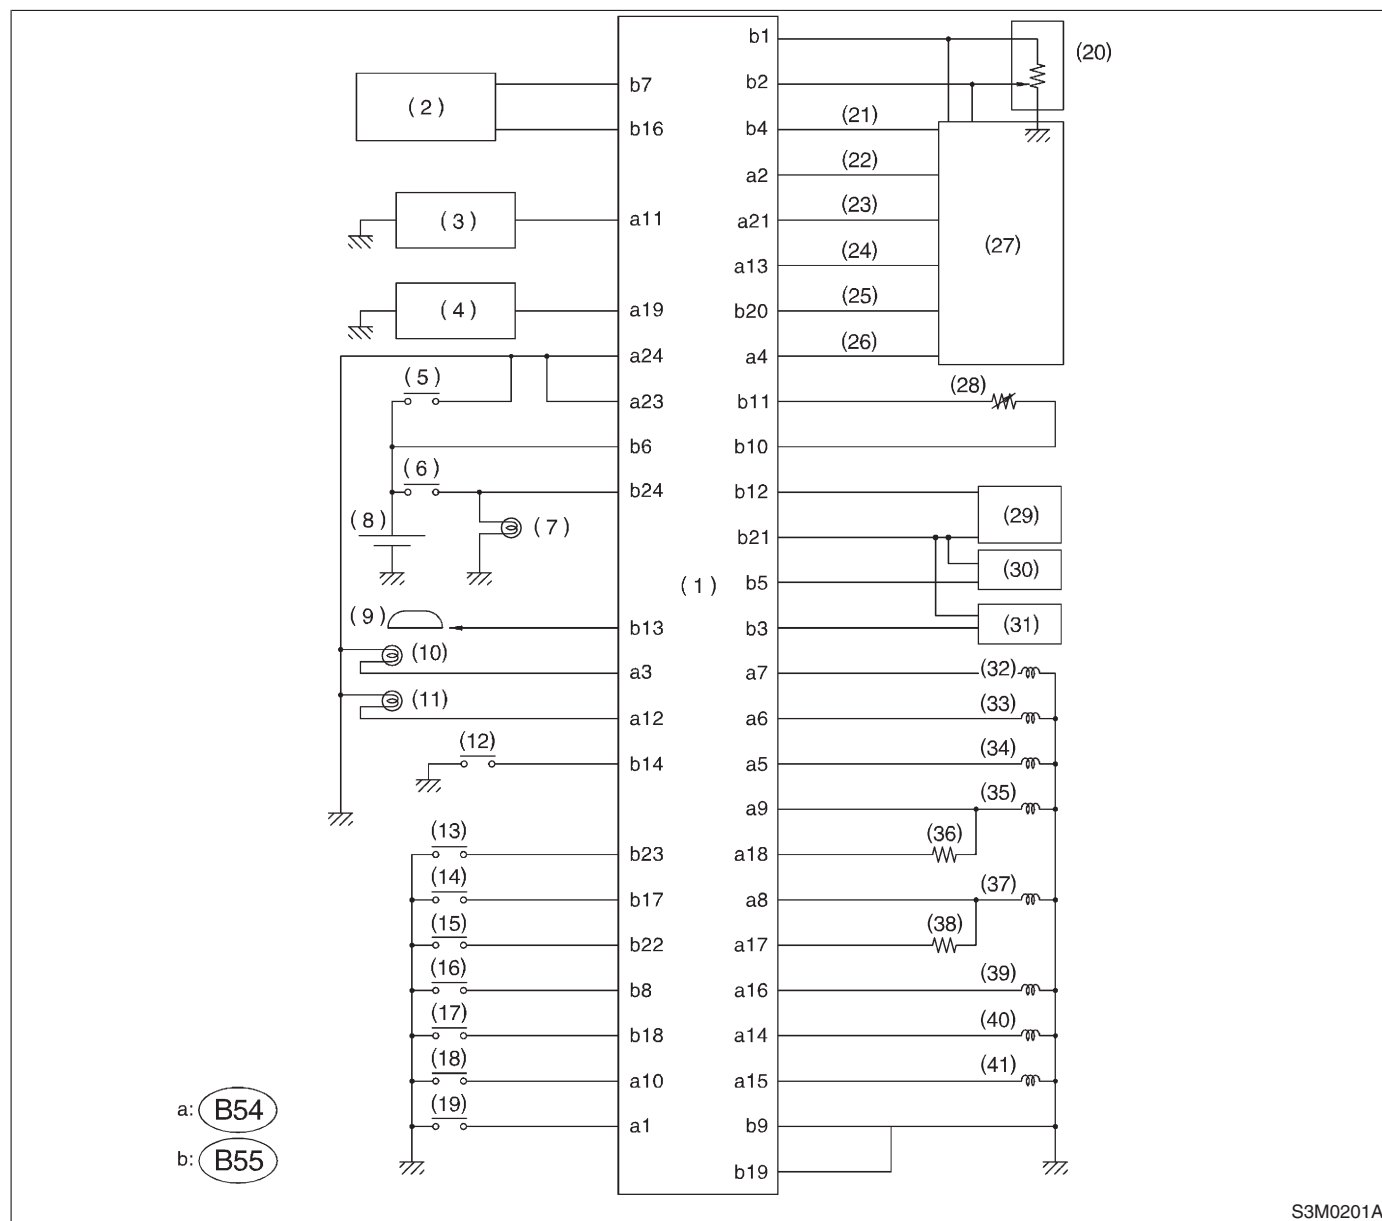 b1
(20)
b7
b2
( 2 )
b16
b4
(21)
a2
(22)
( 3 )
a11
a21
(23)
(27)
a13
(24)
( 4 )
a19
b20
(25)
a24
a4
(26)
( 5 )
a23
b11
(28)
b6
b10
( 6 )
b24
b12
(29)
( 8 )
( 7 )
b21
(30)
( 1 )
b5
( 9 )
b13
b3
(31)
(10)
a3
a7
(32)
(11)
a12
a6
(33)
(12)
b14
a5
(34)
a9
(35)
(13)
b23
a18
(36)
(14)
b17
a8
(37)
(15)
b22
a17
(38)
(16)
b8
a16
(39)
(17)
b18
a14
(40)
(18)
a10
a15
(41)
a: B54
(19)
a1
b9
b: B55
b19
S3M0201A